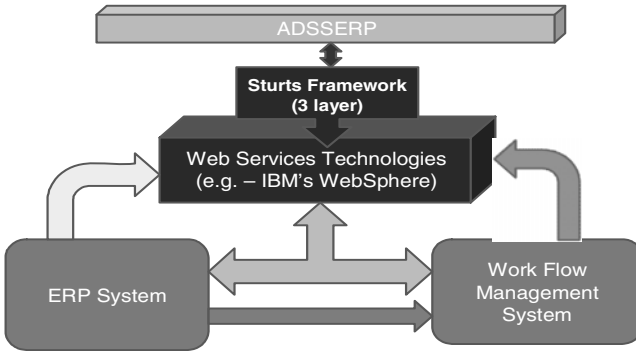 ADSSERP
Sturts Framework
(3 layer)
Web Services Technologies
(e.g. – IBM's WebSphere)
ERP System
Work Flow
Management
System